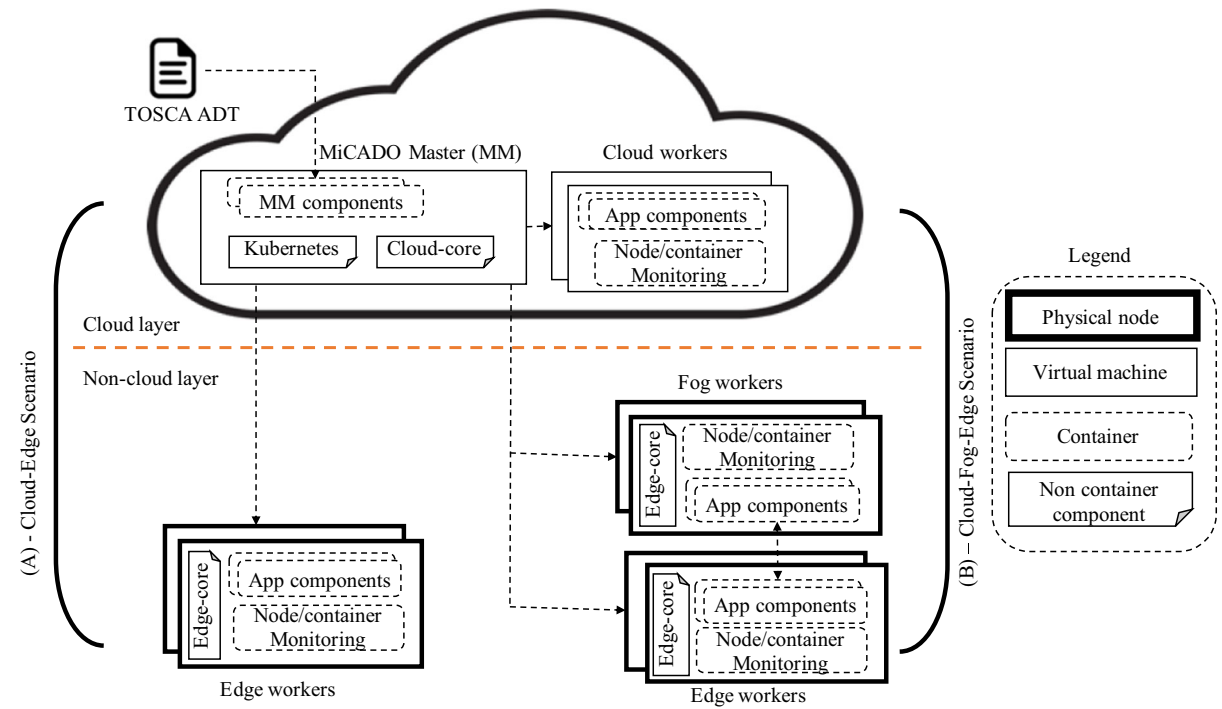 TOSCA ADT
MiCADO Master (MM)
MM components
Kubernetes
Cloud-core
Cloud workers
App components
Node/container
Monitoring
Cloud layer
Non-cloud layer
(A) - Cloud-Edge Scenario
Edge-core
App components
Node/container
Monitoring
Edge workers
Fog workers
Edge-core
Node/container
Monitoring
App components
Edge-core
App components
Node/container
Monitoring
Edge workers
(B) – Cloud-Fog-Edge Scenario
Legend
Physical node
Virtual machine
Container
Non container
component